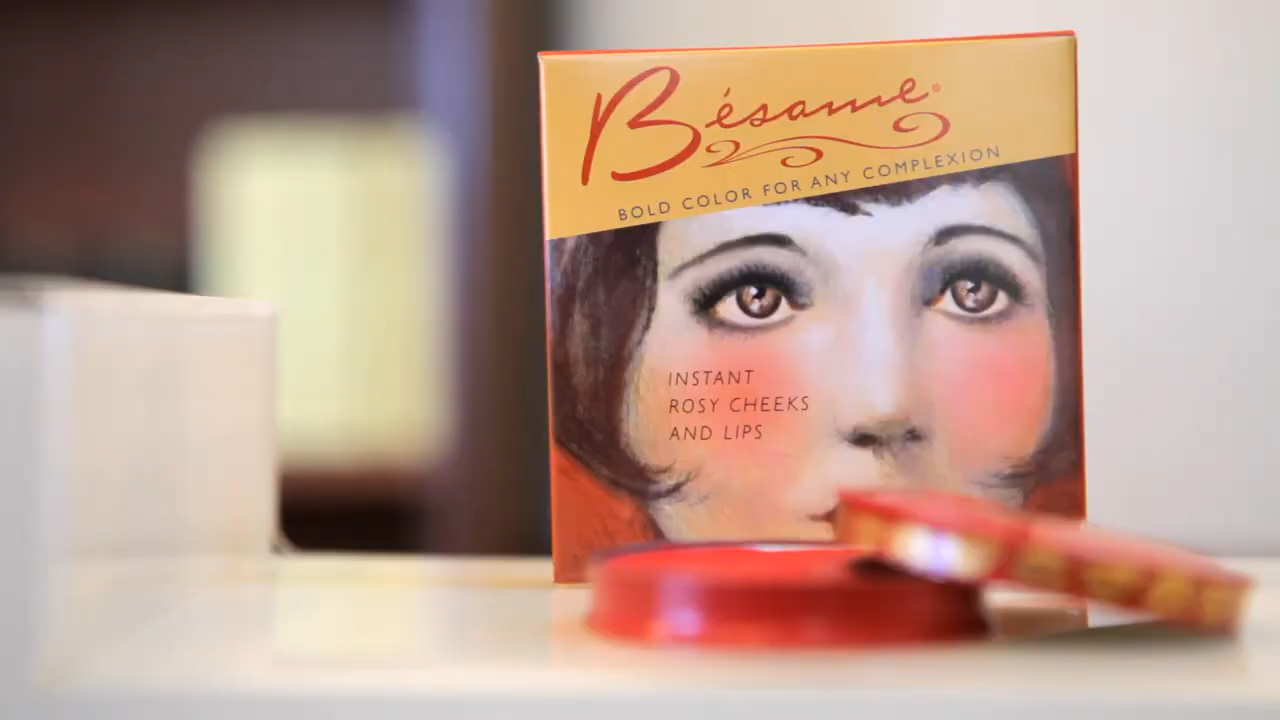 Bésame®
BOLD COLOR FOR ANY COMPLEXION
INSTANT
ROSY CHEEKS
AND LIPS